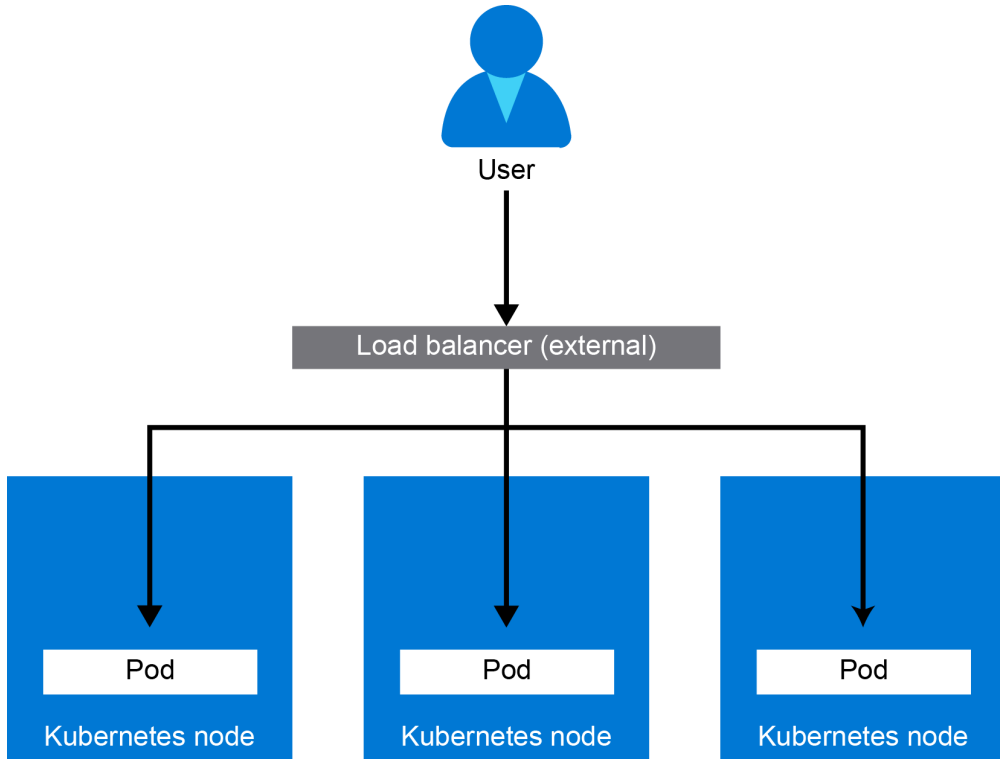 User
Load balancer (external)
Pod
Pod
Pod
Kubernetes node
Kubernetes node
Kubernetes node